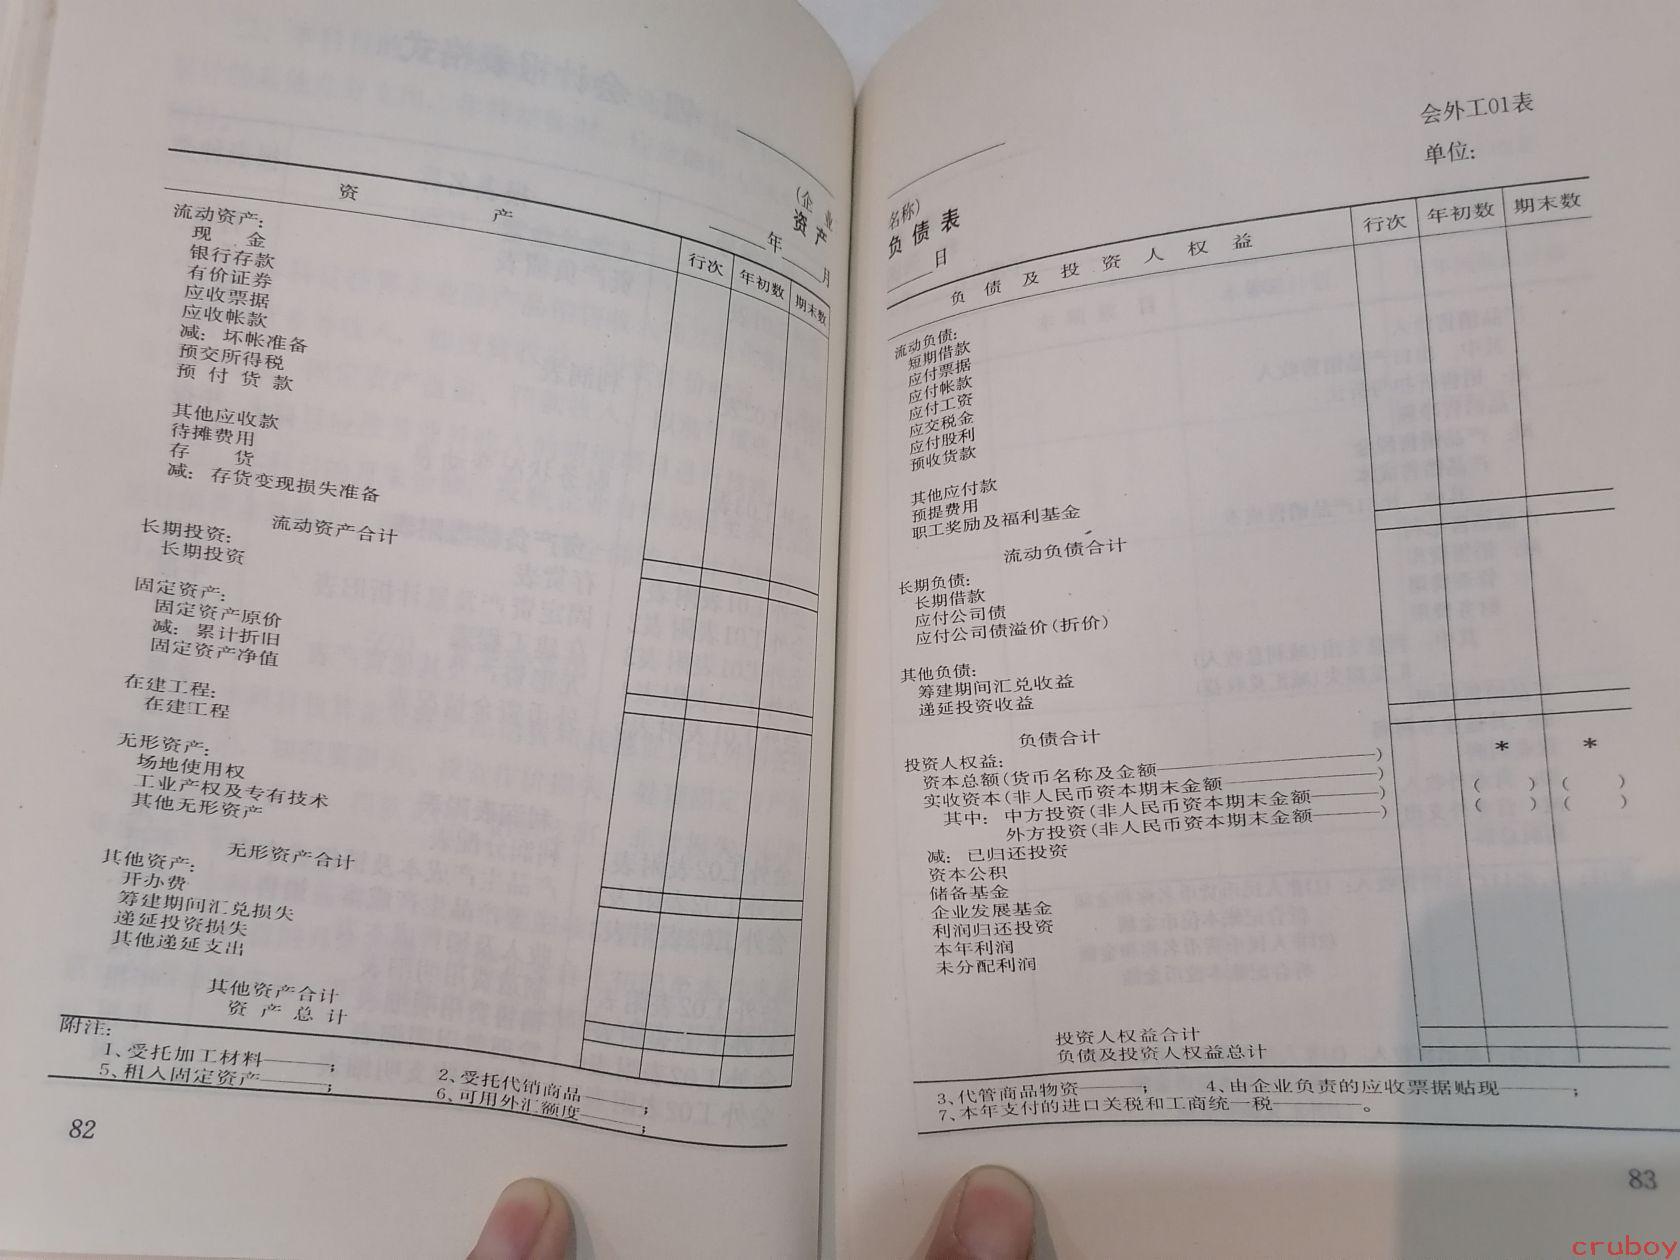 (企业
资产
年 月
资 产
行次 年初数 期末数
流动资产:
现 金
银行存款
有价证券
应收票据
应收帐款
减: 坏帐准备
预交所得税
预付货款
其他应收款
待摊费用
存 货
减: 存货变现损失准备
流动资产合计
长期投资:
长期投资
固定资产:
固定资产原价
减: 累计折旧
固定资产净值
在建工程:
在建工程
无形资产:
场地使用权
工业产权及专有技术
其他无形资产
无形资产合计
其他资产:
开办费
筹建期间汇兑损失
递延投资损失
其他递延支出
其他资产合计
资产总计
附注:
1、受托加工材料———; 2、受托代销商品———;
5、租入固定资产———; 6、可用外汇额度———;
82
会外工01表
单位:
名称)
负债表
日
负债及投资人权益
行次 年初数 期末数
流动负债:
短期借款
应付票据
应付帐款
应付工资
应交税金
应付股利
预收货款
其他应付款
预提费用
职工奖励及福利基金
流动负债合计
长期负债:
长期借款
应付公司债
应付公司债溢价(折价)
其他负债:
筹建期间汇兑收益
递延投资收益
负债合计
投资人权益:
资本总额(货币名称及金额———) * *
实收资本(非人民币资本期末金额———)
其中: 中方投资(非人民币资本期末金额———) ( ) ( )
外方投资(非人民币资本期末金额———) ( ) ( )
减: 已归还投资
资本公积
储备基金
企业发展基金
利润归还投资
本年利润
未分配利润
投资人权益合计
负债及投资人权益总计
3、代管商品物资———; 4、由企业负责的应收票据贴现———;
7、本年支付的进口关税和工商统一税———。
83
cruboy